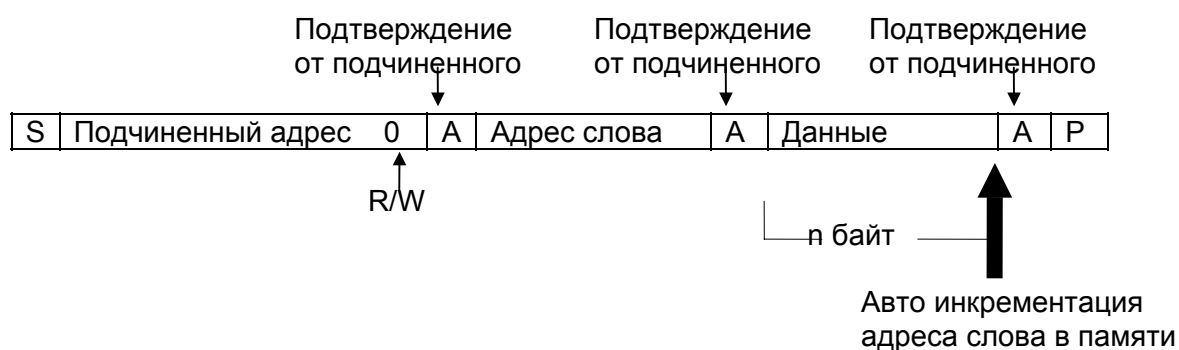 Подтверждение Подтверждение Подтверждение
от подчиненного от подчиненного от подчиненного
S Подчиненный адрес 0 A Адрес слова A Данные A P
R/W
n байт
Авто инкрементация
адреса слова в памяти